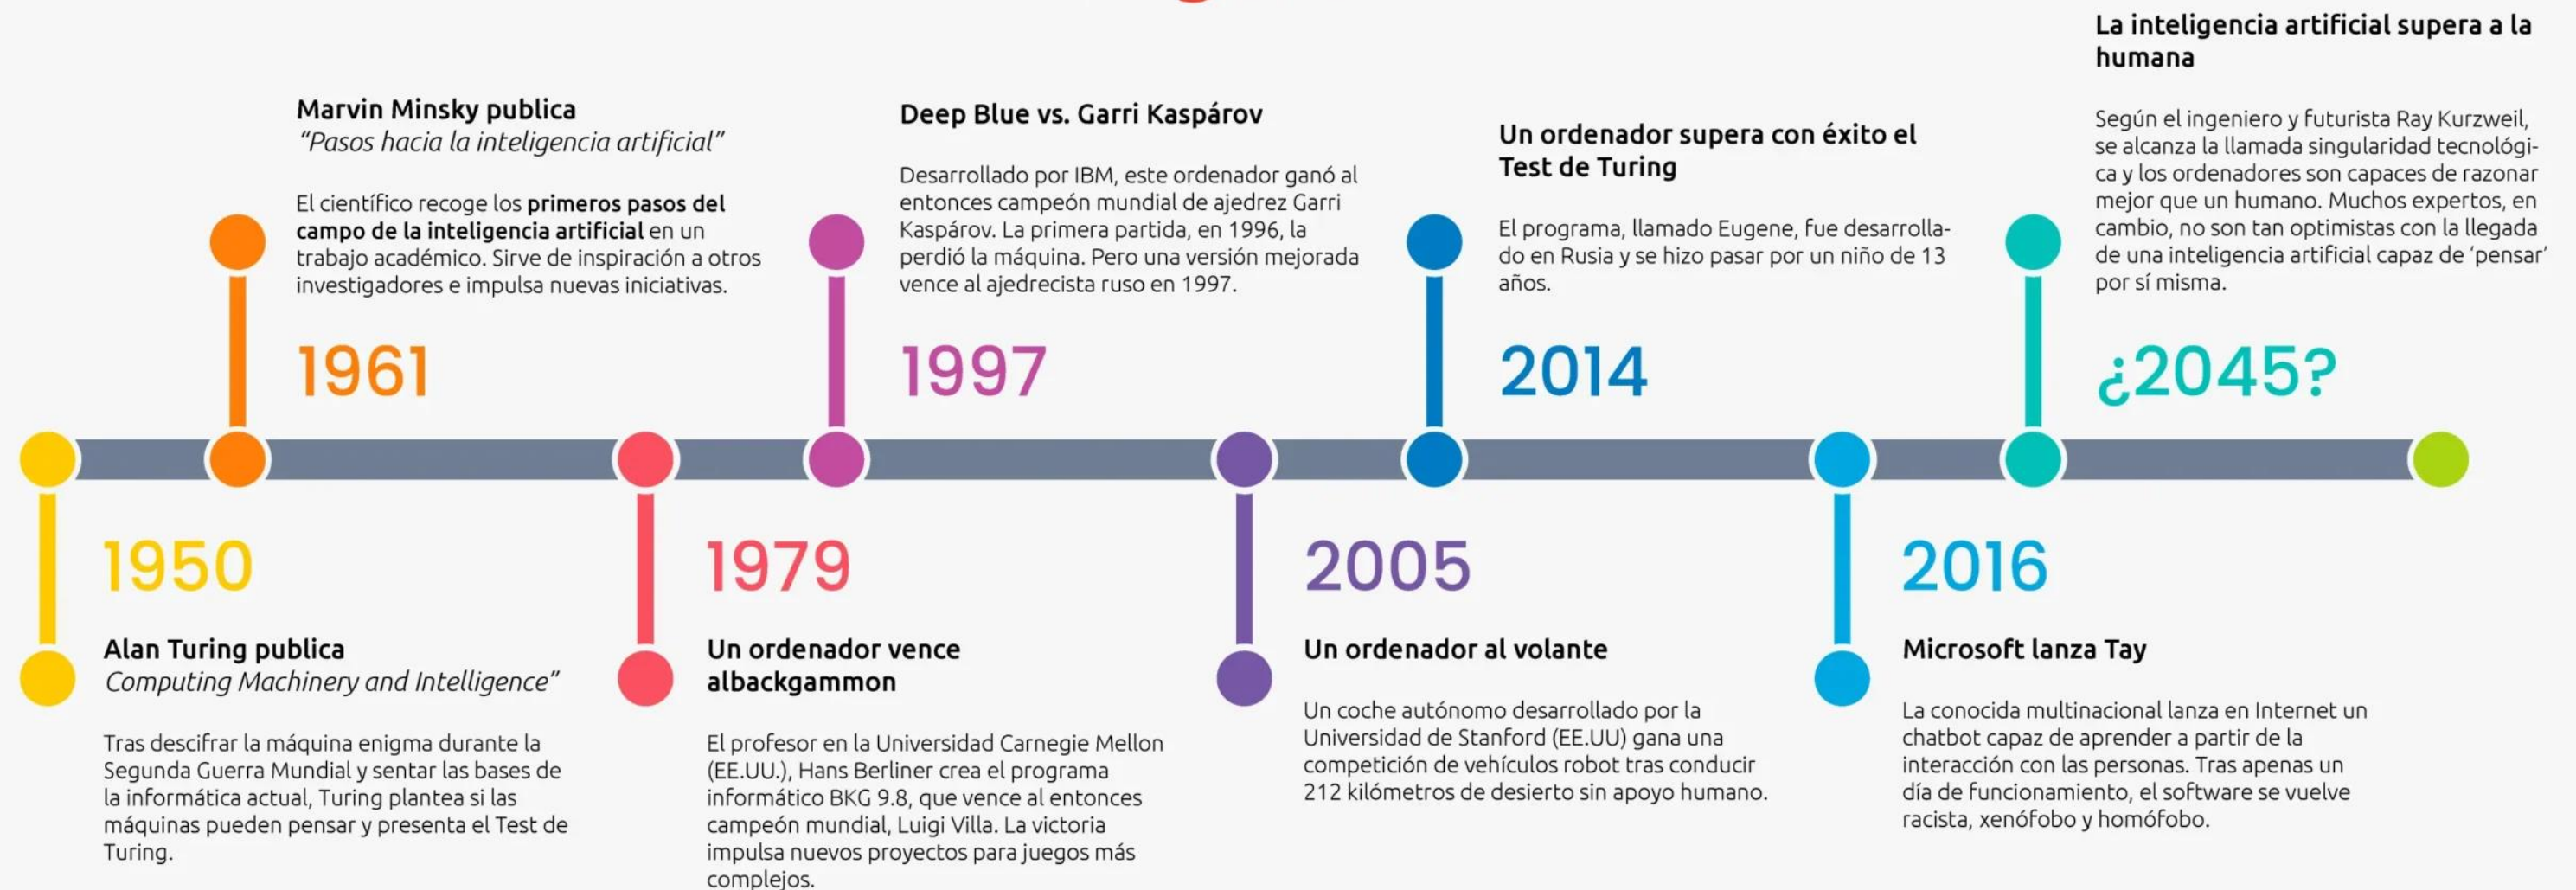 La inteligencia artificial supera a la
humana
Según el ingeniero y futurista Ray Kurzweil,
se alcanza la llamada singularidad tecnológi-
ca y los ordenadores son capaces de razonar
mejor que un humano. Muchos expertos, en
cambio, no son tan optimistas con la llegada
de una inteligencia artificial capaz de ‘pensar’
por sí misma.
¿2045?
Marvin Minsky publica
“Pasos hacia la inteligencia artificial”
El científico recoge los primeros pasos del
campo de la inteligencia artificial en un
trabajo académico. Sirve de inspiración a otros
investigadores e impulsa nuevas iniciativas.
1961
Deep Blue vs. Garri Kaspárov
Desarrollado por IBM, este ordenador ganó al
entonces campeón mundial de ajedrez Garri
Kaspárov. La primera partida, en 1996, la
perdió la máquina. Pero una versión mejorada
vence al ajedrecista ruso en 1997.
1997
Un ordenador supera con éxito el
Test de Turing
El programa, llamado Eugene, fue desarrolla-
do en Rusia y se hizo pasar por un niño de 13
años.
2014
1950
Alan Turing publica
Computing Machinery and Intelligence”
Tras descifrar la máquina enigma durante la
Segunda Guerra Mundial y sentar las bases de
la informática actual, Turing plantea si las
máquinas pueden pensar y presenta el Test de
Turing.
1979
Un ordenador vence
albackgammon
El profesor en la Universidad Carnegie Mellon
(EE.UU.), Hans Berliner crea el programa
informático BKG 9.8, que vence al entonces
campeón mundial, Luigi Villa. La victoria
impulsa nuevos proyectos para juegos más
complejos.
2005
Un ordenador al volante
Un coche autónomo desarrollado por la
Universidad de Stanford (EE.UU) gana una
competición de vehículos robot tras conducir
212 kilómetros de desierto sin apoyo humano.
2016
Microsoft lanza Tay
La conocida multinacional lanza en Internet un
chatbot capaz de aprender a partir de la
interacción con las personas. Tras apenas un
día de funcionamiento, el software se vuelve
racista, xenófobo y homófobo.